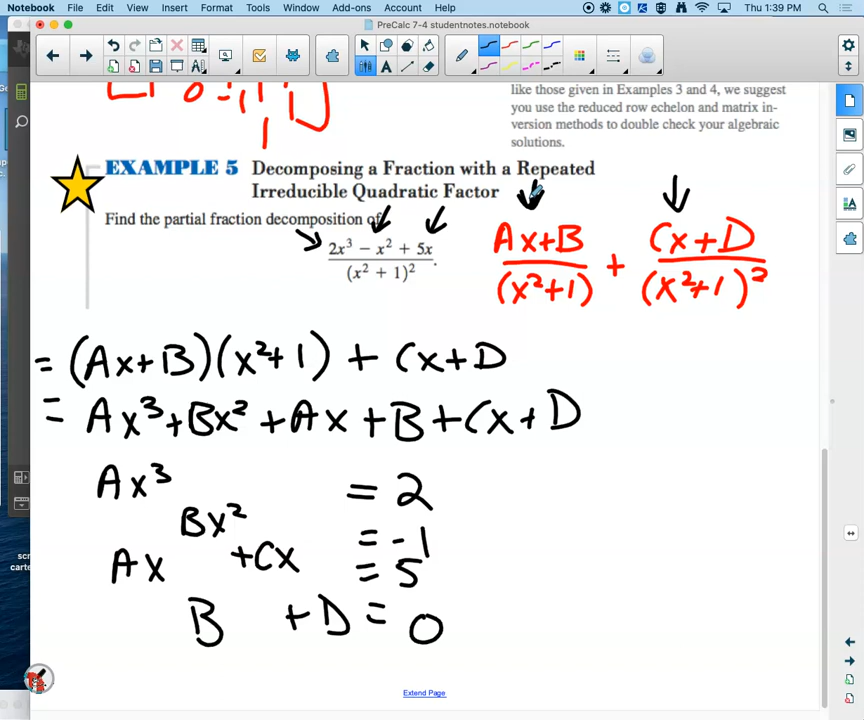 Notebook File Edit View Insert Format Tools Window Add-ons Account Help Thu 1:39 PM
PreCalc 7-4 studentnotes.notebook
like those given in Examples 3 and 4, we suggest
you use the reduced row echelon and matrix in-
version methods to double check your algebraic
solutions.
EXAMPLE 5 Decomposing a Fraction with a Repeated
Irreducible Quadratic Factor
Find the partial fraction decomposition of
2x³ − x² + 5x
(x² + 1)²
.
Ax+B
(x²+1)
+
Cx+D
(x²+1)²
= (Ax+B)(x²+1) + Cx+D
= Ax³+Bx²+Ax+B+Cx+D
Ax³ = 2
Bx² = -1
Ax +Cx = 5
B +D = 0
Extend Page